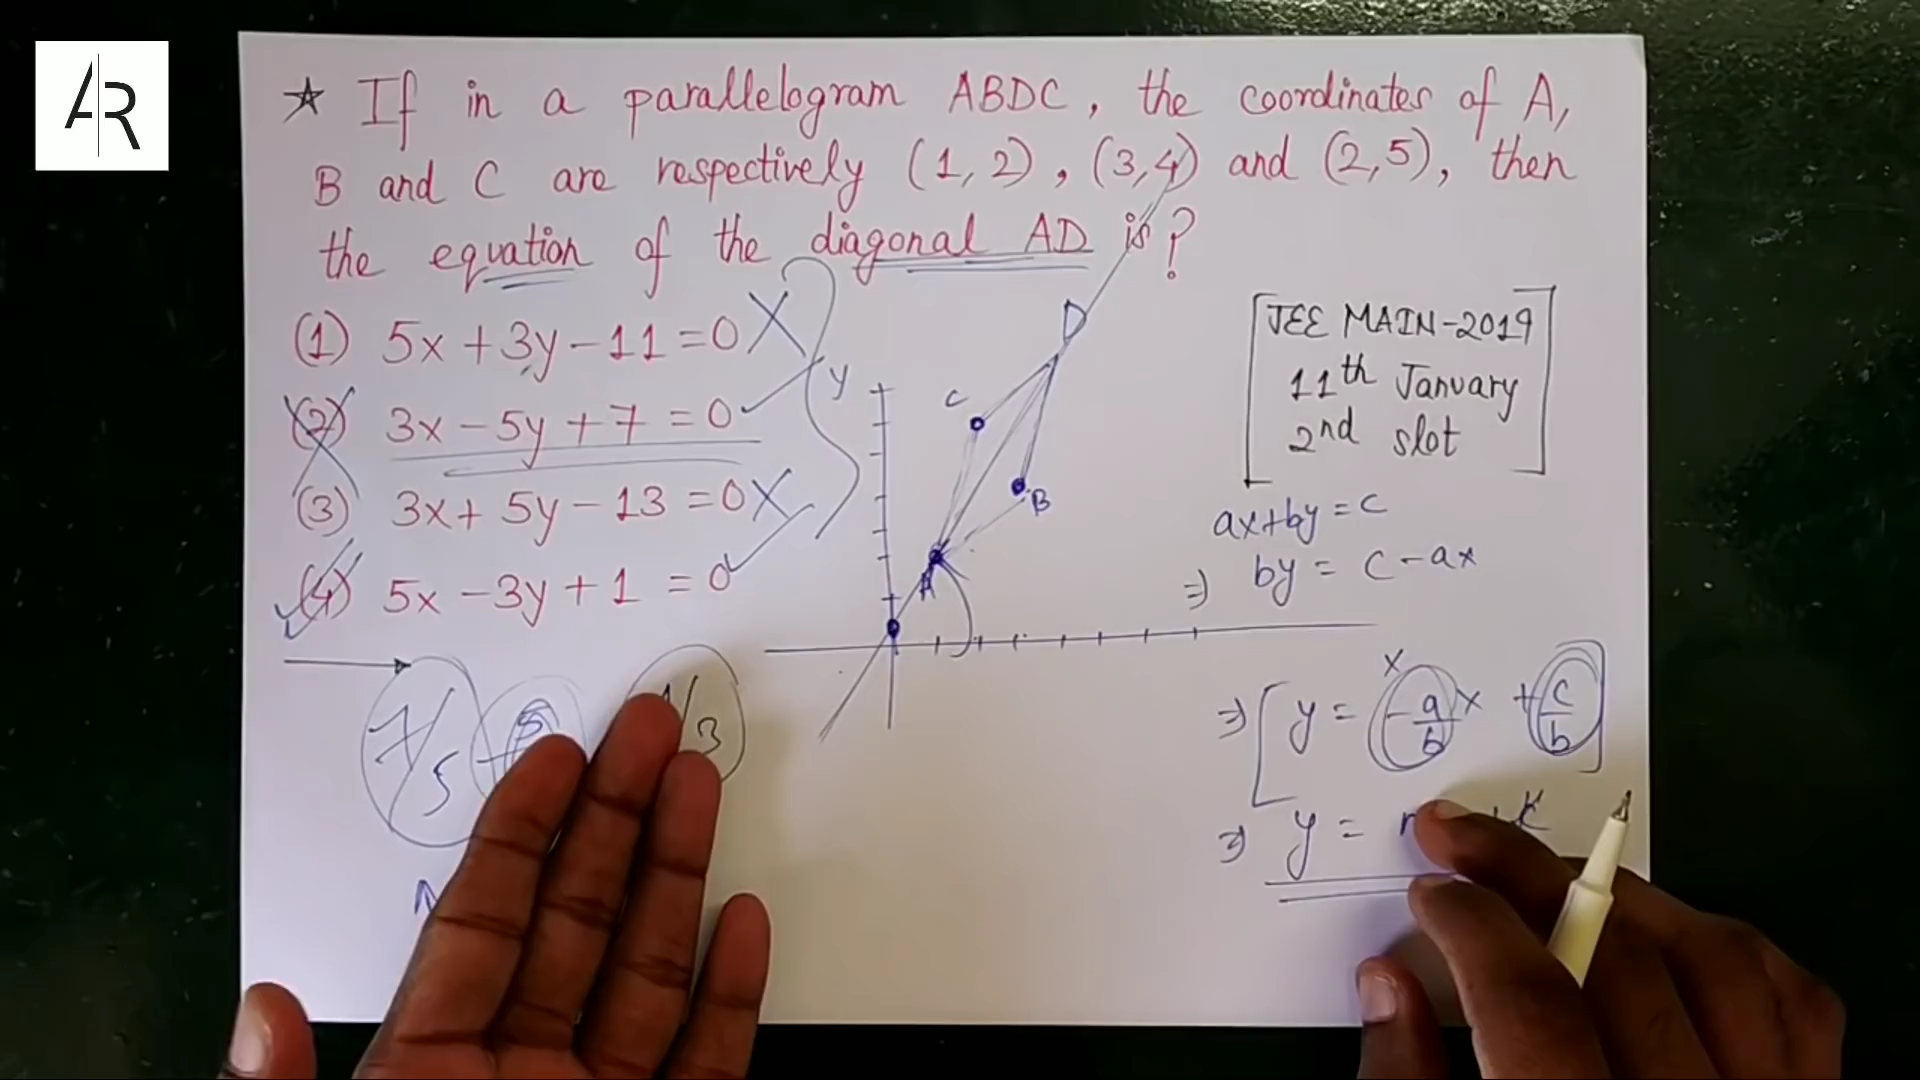 AR
☆ If in a parallelogram ABDC, the coordinates of A,
B and C are respectively (1,2), (3,4) and (2,5), then
the equation of the diagonal AD is?
(1) 5x + 3y - 11 = 0 X
(2) 3x - 5y + 7 = 0
(3) 3x + 5y - 13 = 0 X
(4) 5x - 3y + 1 = 0
y
D
C
B
A
JEE MAIN-2019
11th January
2nd slot
ax+by = c
=> by = c - ax
=> y = -a/b x + c/b
=> y = + K
7/5
/3